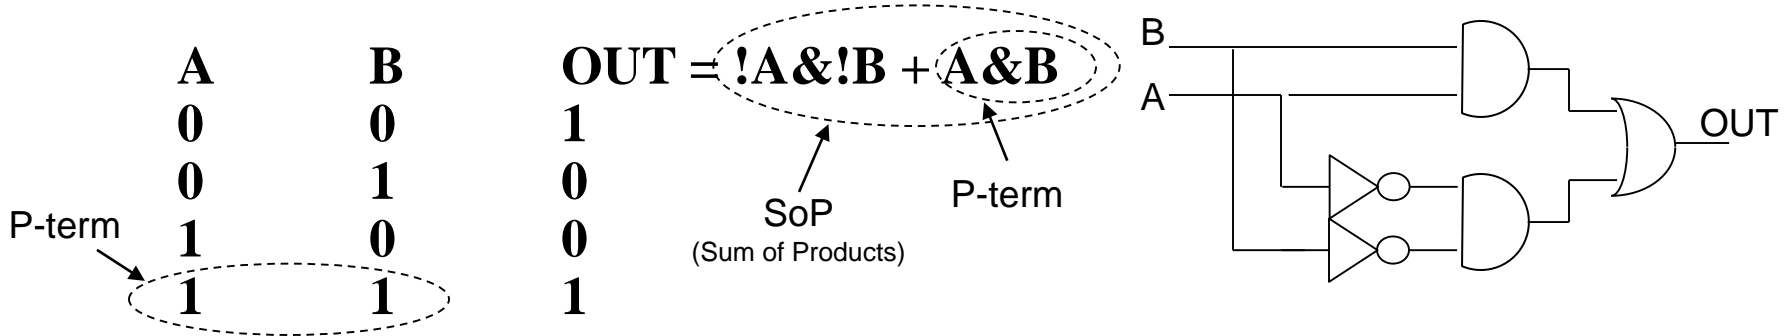 A B OUT = !A&!B + A&B
0 0 1
0 1 0
1 0 0
1 1 1
P-term
SoP
(Sum of Products)
P-term
B
A
OUT